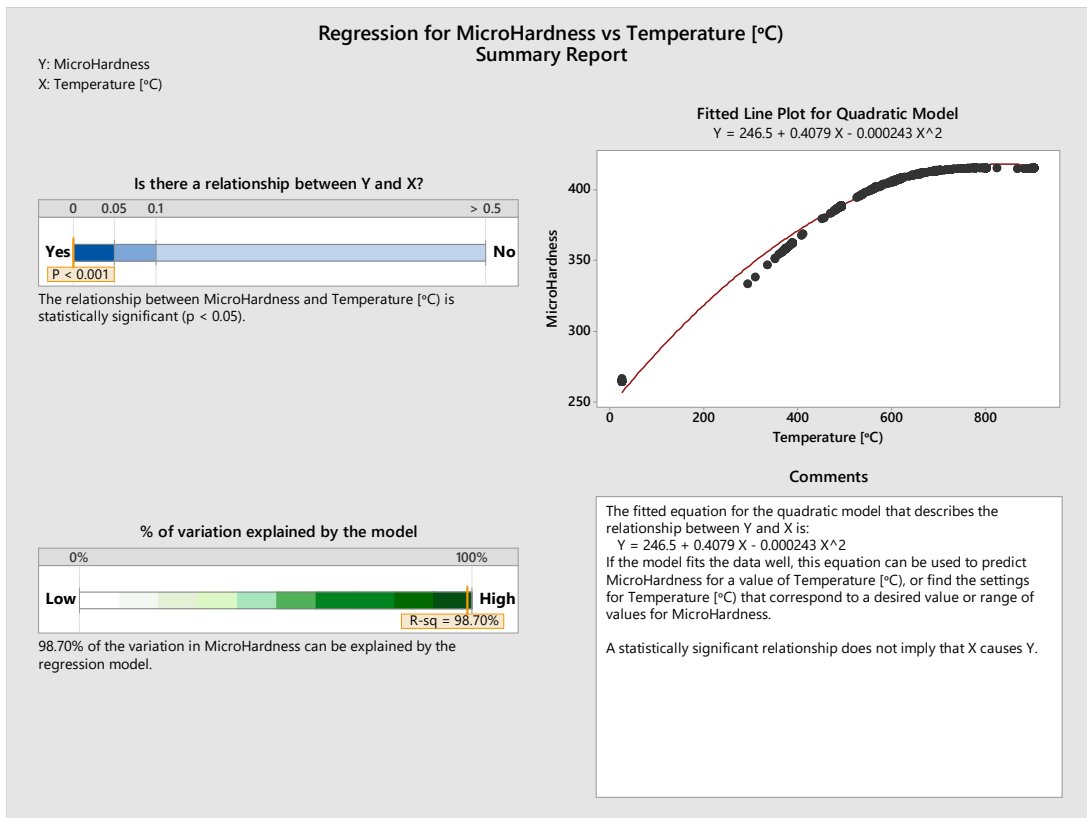 Regression for MicroHardness vs Temperature [ºC]
Summary Report
Y: MicroHardness
X: Temperature [ºC)
Is there a relationship between Y and X?
0 0.05 0.1 > 0.5
Yes No
P < 0.001
The relationship between MicroHardness and Temperature [ºC) is
statistically significant (p < 0.05).
% of variation explained by the model
0% 100%
Low High
R-sq = 98.70%
98.70% of the variation in MicroHardness can be explained by the
regression model.
Fitted Line Plot for Quadratic Model
Y = 246.5 + 0.4079 X - 0.000243 X^2
400
350
300
250
MicroHardness
0 200 400 600 800
Temperature [ºC)
Comments
The fitted equation for the quadratic model that describes the
relationship between Y and X is:
Y = 246.5 + 0.4079 X - 0.000243 X^2
If the model fits the data well, this equation can be used to predict
MicroHardness for a value of Temperature [ºC), or find the settings
for Temperature [ºC) that correspond to a desired value or range of
values for MicroHardness.
A statistically significant relationship does not imply that X causes Y.